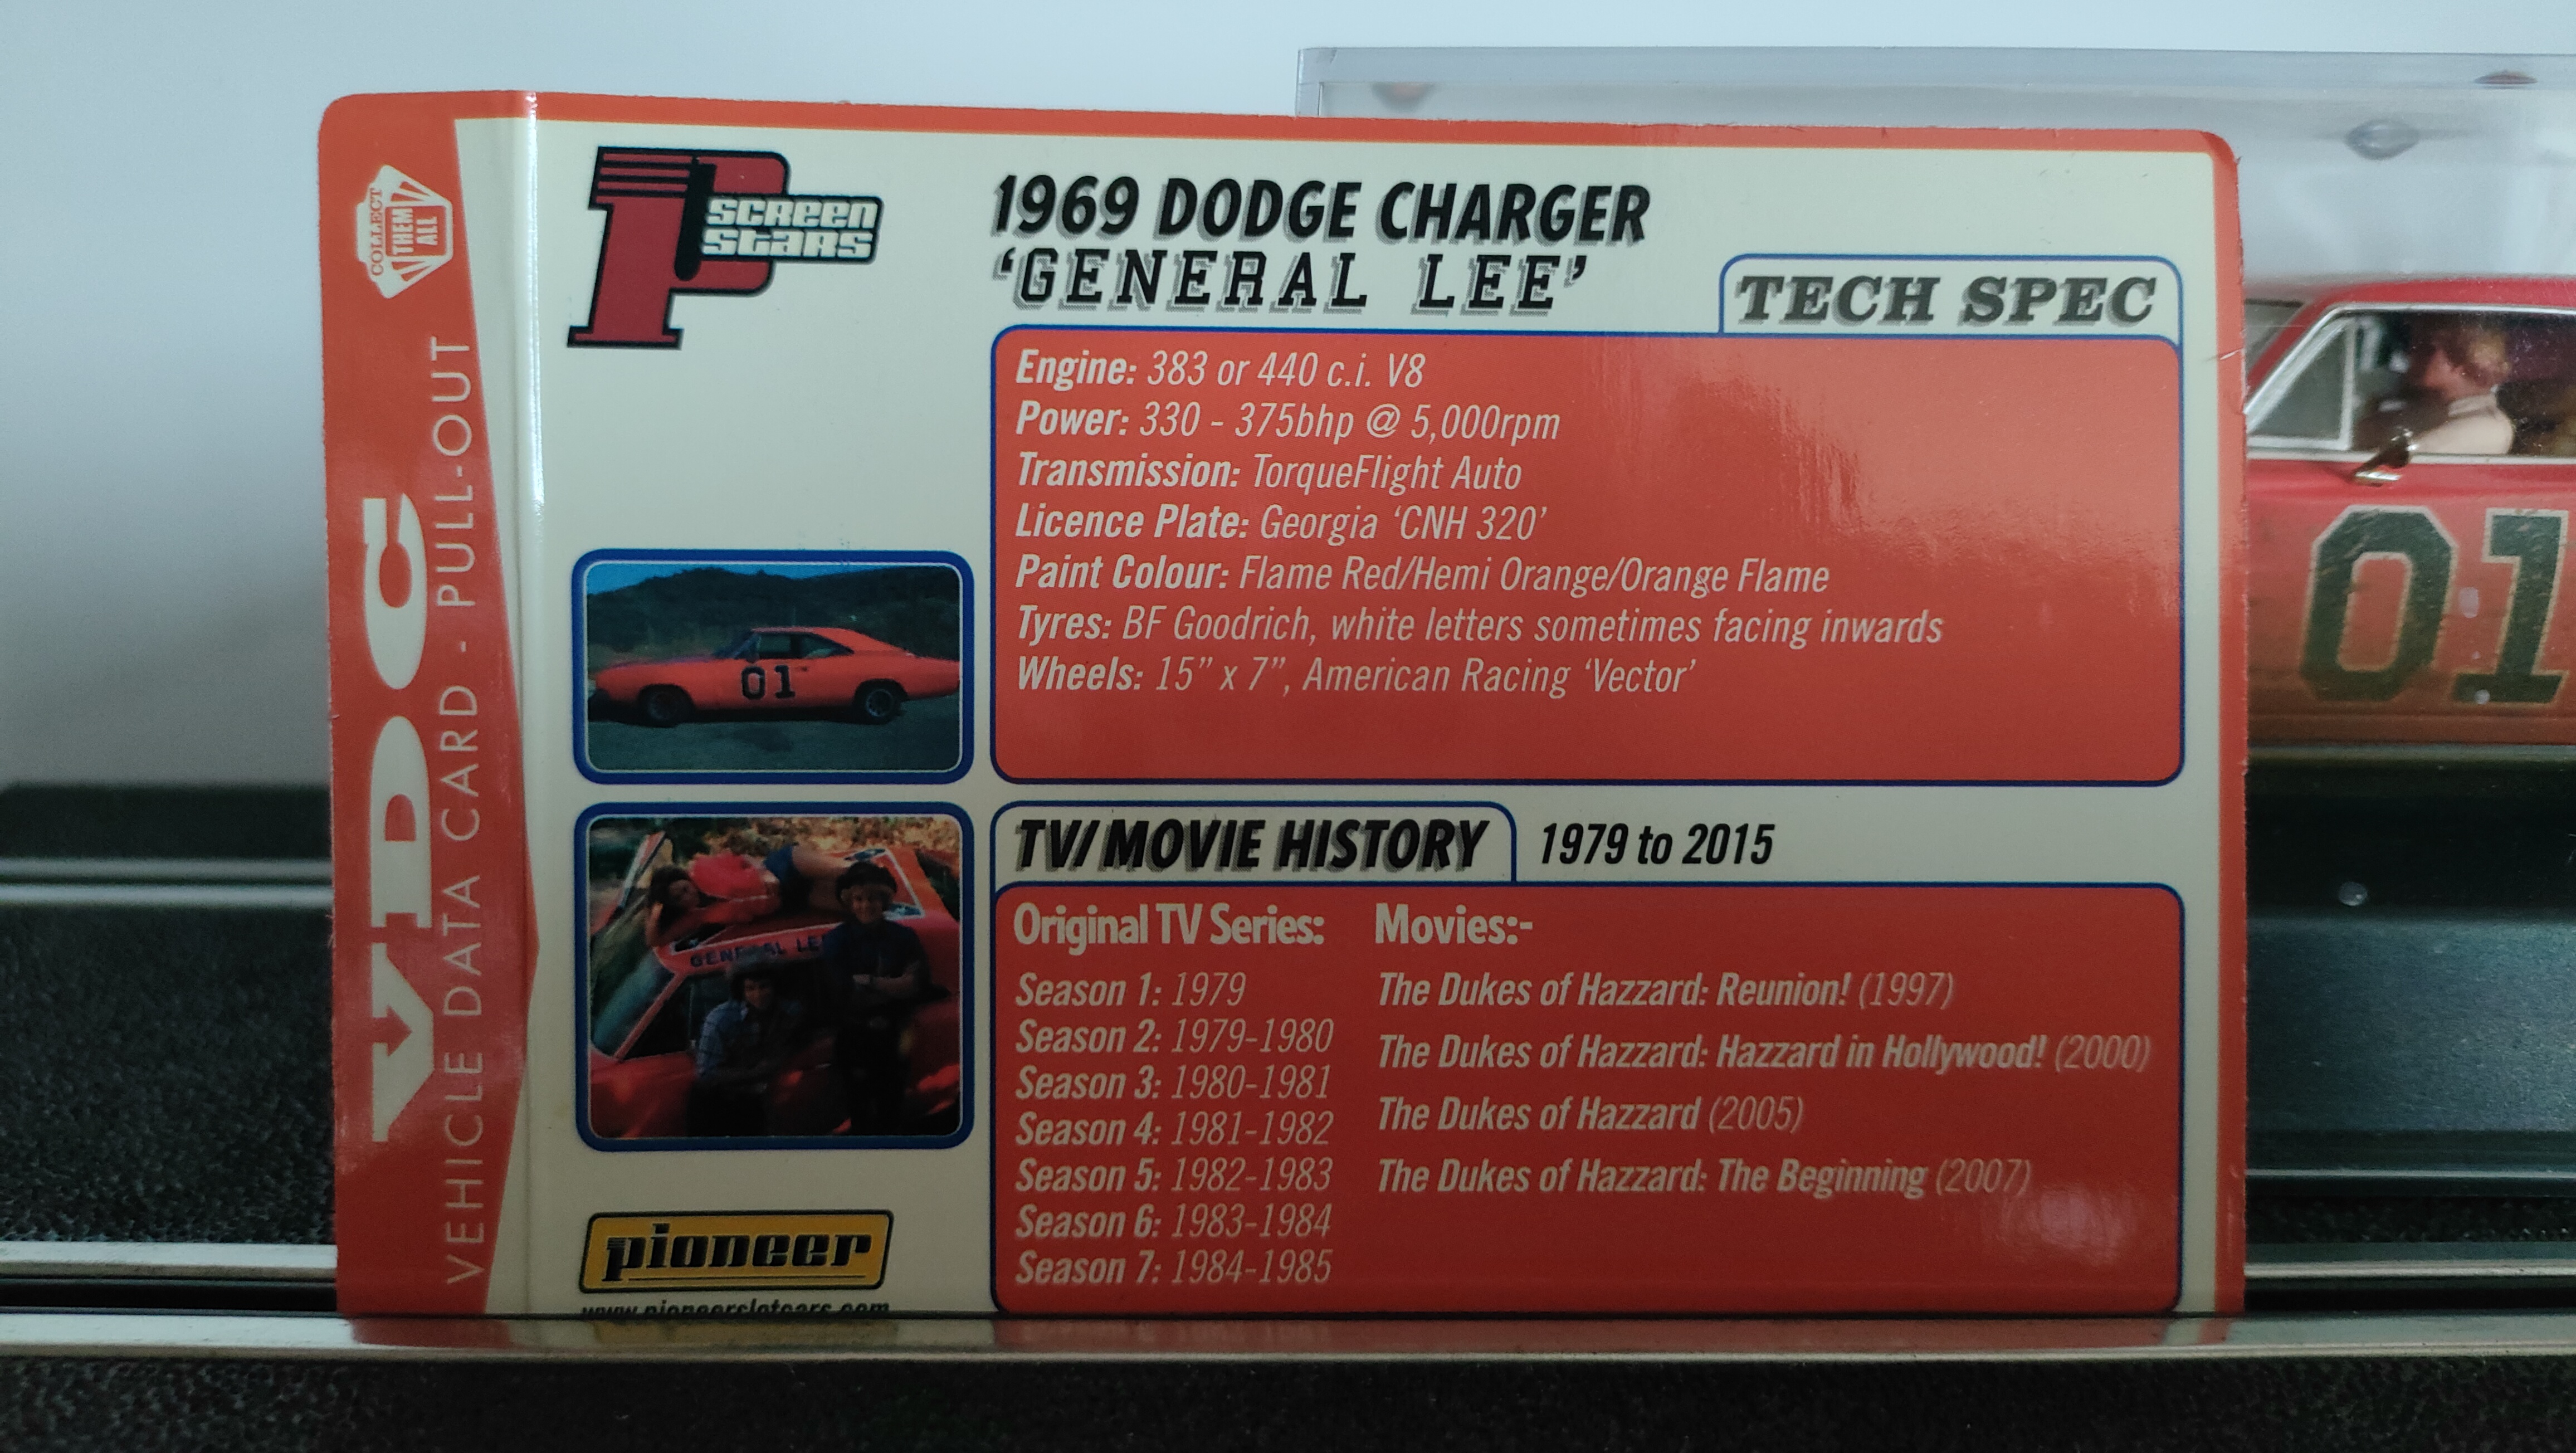 COLLECT
THEM
ALL
VDC
VEHICLE DATA CARD - PULL-OUT
P
SCREEN
STARS
1969 DODGE CHARGER
‘GENERAL LEE’
TECH SPEC
Engine: 383 or 440 c.i. V8
Power: 330 - 375bhp @ 5,000rpm
Transmission: TorqueFlight Auto
Licence Plate: Georgia ‘CNH 320’
Paint Colour: Flame Red/Hemi Orange/Orange Flame
Tyres: BF Goodrich, white letters sometimes facing inwards
Wheels: 15” x 7”, American Racing ‘Vector’
01
GENERAL LEE
TV/MOVIE HISTORY
1979 to 2015
Original TV Series:
Season 1: 1979
Season 2: 1979-1980
Season 3: 1980-1981
Season 4: 1981-1982
Season 5: 1982-1983
Season 6: 1983-1984
Season 7: 1984-1985
Movies:-
The Dukes of Hazzard: Reunion! (1997)
The Dukes of Hazzard: Hazzard in Hollywood! (2000)
The Dukes of Hazzard (2005)
The Dukes of Hazzard: The Beginning (2007)
pioneer
www.pioneerslotcars.com
01